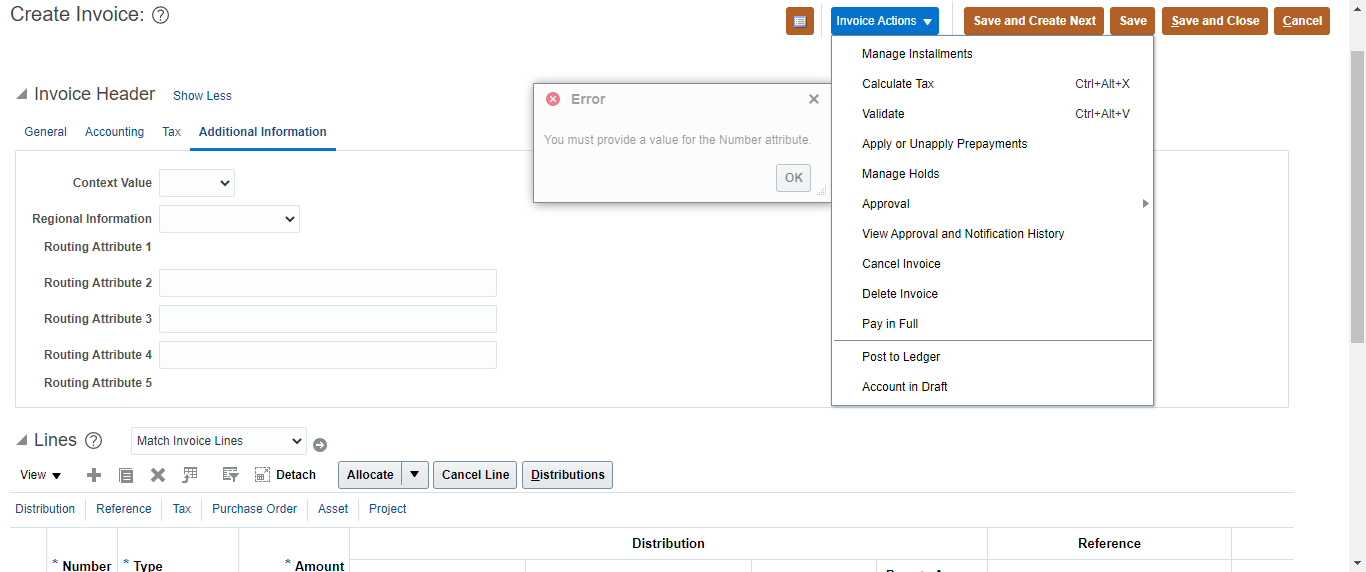 Create Invoice: ?
Invoice Actions
Save and Create Next
Save
Save and Close
Cancel
Manage Installments
Calculate Tax Ctrl+Alt+X
Validate Ctrl+Alt+V
Apply or Unapply Prepayments
Manage Holds
Approval
View Approval and Notification History
Cancel Invoice
Delete Invoice
Pay in Full
Post to Ledger
Account in Draft
Invoice Header Show Less
Error
You must provide a value for the Number attribute.
OK
General Accounting Tax Additional Information
Context Value
Regional Information
Routing Attribute 1
Routing Attribute 2
Routing Attribute 3
Routing Attribute 4
Routing Attribute 5
Lines ? Match Invoice Lines
View Detach Allocate Cancel Line Distributions
Distribution Reference Tax Purchase Order Asset Project
Distribution Reference
* Number * Type * Amount